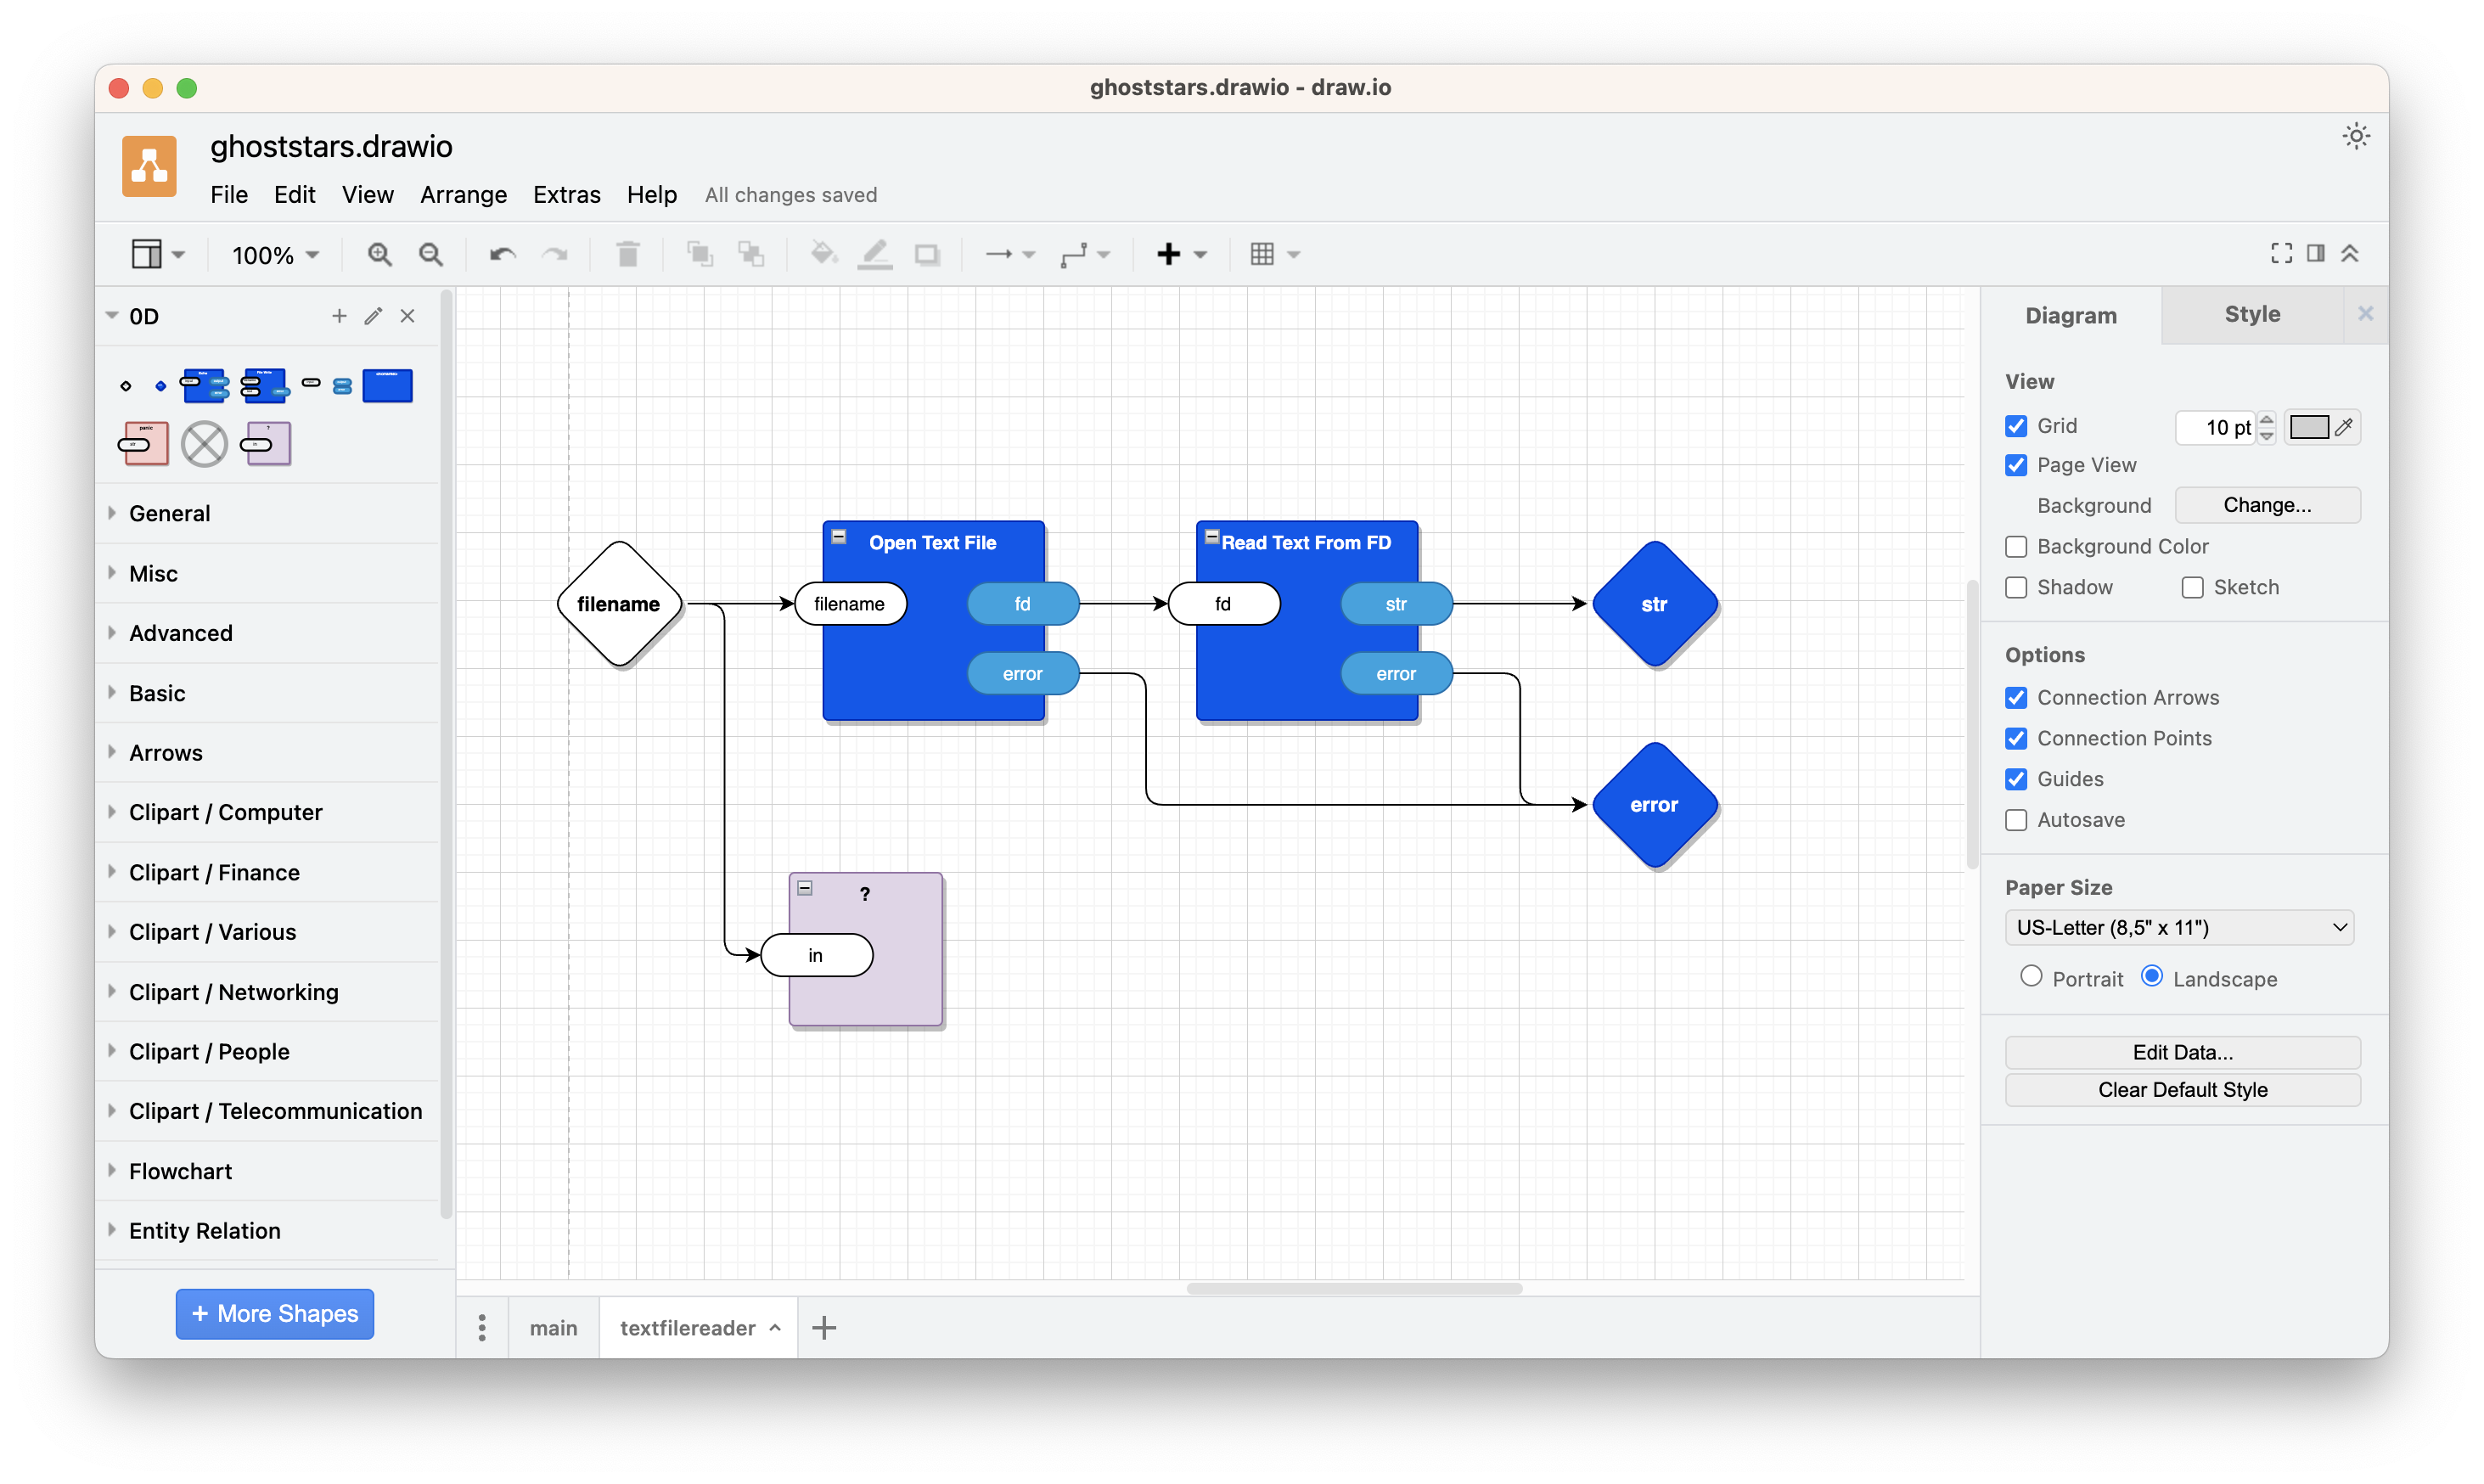 ghoststars.drawio - draw.io
ghoststars.drawio
File Edit View Arrange Extras Help All changes saved
100%
0D
General
Misc
Advanced
Basic
Arrows
Clipart / Computer
Clipart / Finance
Clipart / Various
Clipart / Networking
Clipart / People
Clipart / Telecommunication
Flowchart
Entity Relation
+ More Shapes
filename
Open Text File
filename
fd
error
Read Text From FD
fd
str
error
str
error
?
in
main
textfilereader
Diagram
Style
View
Grid
10 pt
Page View
Background
Change...
Background Color
Shadow
Sketch
Options
Connection Arrows
Connection Points
Guides
Autosave
Paper Size
US-Letter (8,5" x 11")
Portrait
Landscape
Edit Data...
Clear Default Style